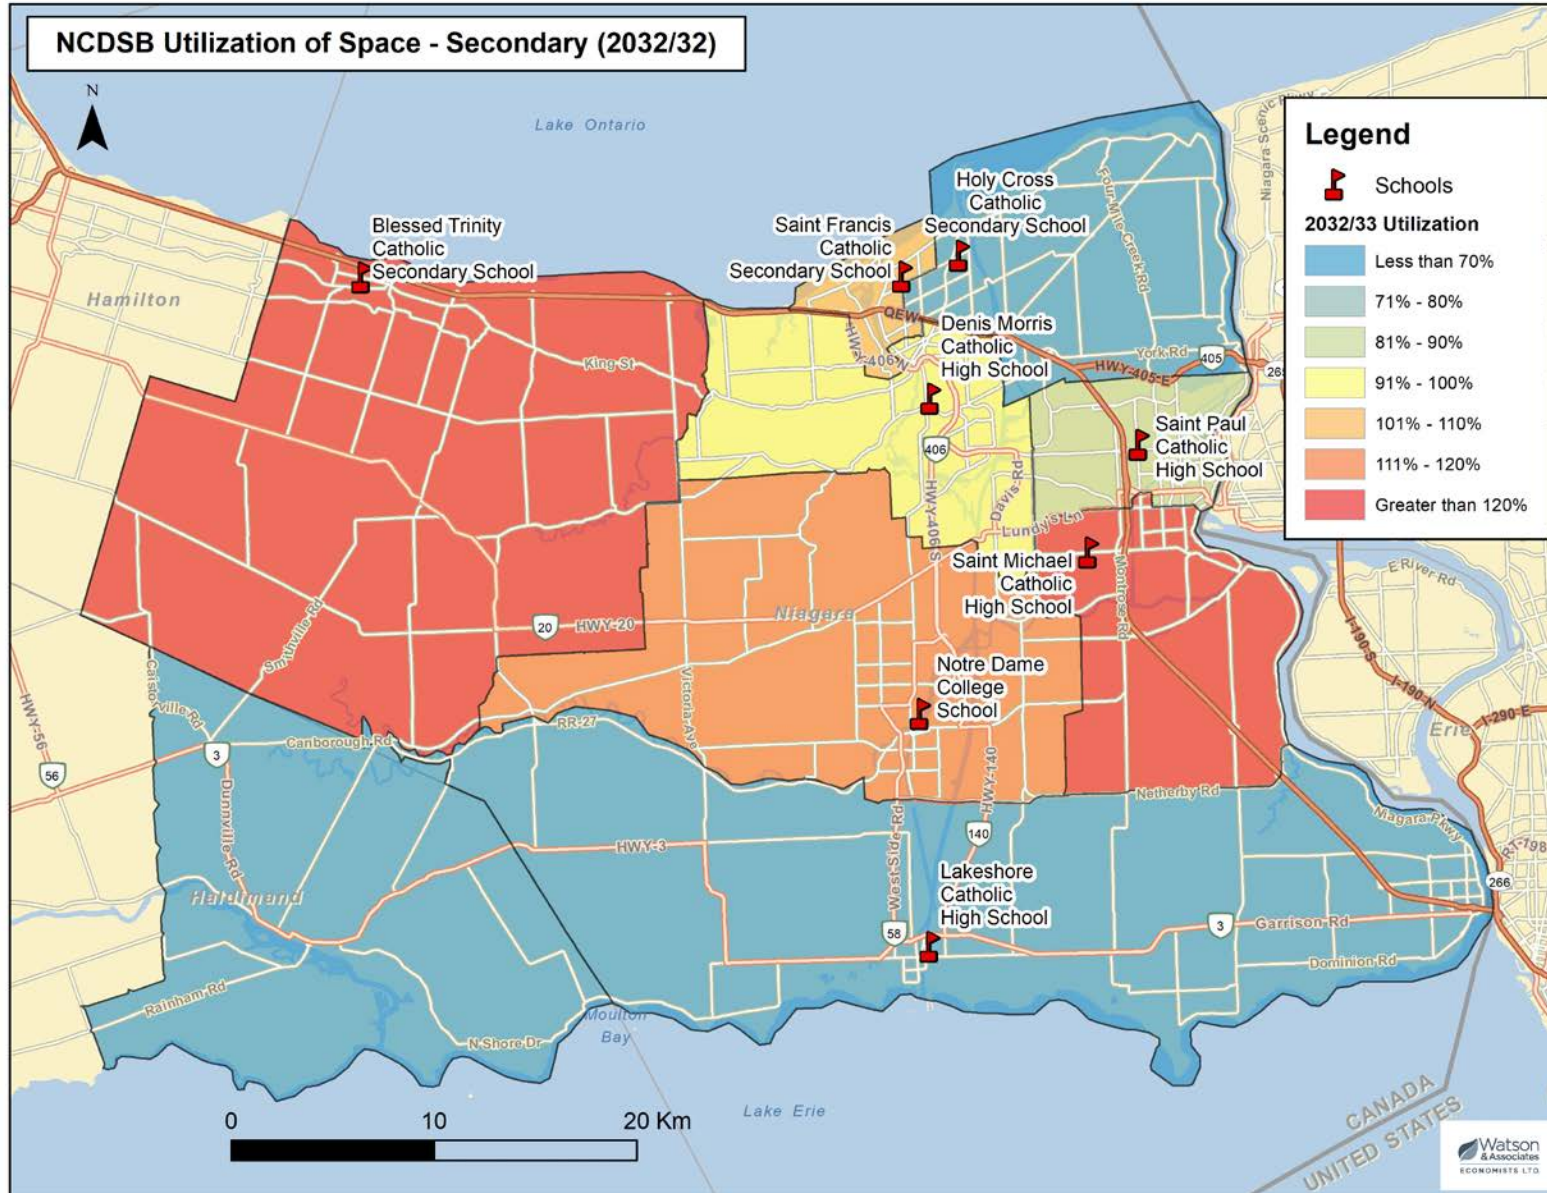 NCDSB Utilization of Space - Secondary (2032/32)
N
Lake Ontario
Legend
Schools
2032/33 Utilization
Less than 70%
71% - 80%
81% - 90%
91% - 100%
101% - 110%
111% - 120%
Greater than 120%
Niagara Scenic Pkwy
Holy Cross
Catholic
Secondary School
Four Mile Creek Rd
Blessed Trinity
Catholic
Secondary School
Saint Francis
Catholic
Secondary School
Hamilton
QEW
HWY-406 N
Denis Morris
Catholic
High School
King St
York Rd
405
HWY-405-E
Saint Paul
Catholic
High School
406
HWY-406-S
Davis Rd
Lundy's Ln
Saint Michael
Catholic
High School
Montrose Rd
E River Rd
I-190-S
I-190-N
I-290-E
Erie
Niagara
20
HWY-20
Smithville Rd
Caistorville Rd
Victoria Ave
Notre Dame
College
School
HWY-56
56
3
Canborough Rd
RR-27
HWY-140
Netherby Rd
Niagara Pkwy
RT-198
266
Dunnville Rd
HWY-3
West Side Rd
140
Haldimand
Lakeshore
Catholic
High School
58
3
Garrison Rd
Dominion Rd
Rainham Rd
N Shore Dr
Moulton
Bay
Lake Erie
0 10 20 Km
CANADA
UNITED STATES
Watson
& Associates
ECONOMISTS LTD.